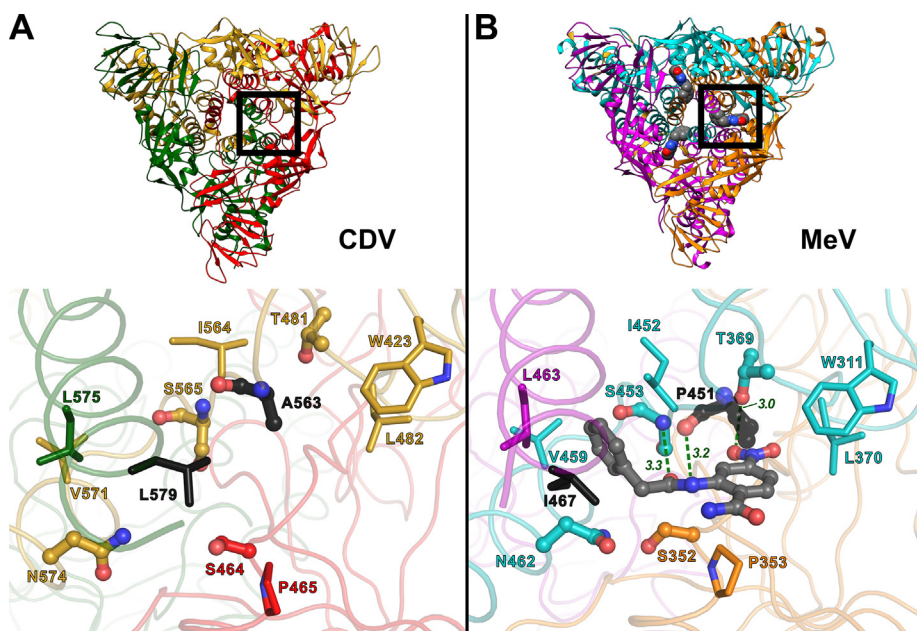 A
B
CDV
MeV
I564
T481
W423
S565
A563
L575
L482
L579
V571
N574
S464
P465
I452
T369
W311
L463
S453
P451
3.0
V459
3.3
3.2
L370
I467
N462
S352
P353